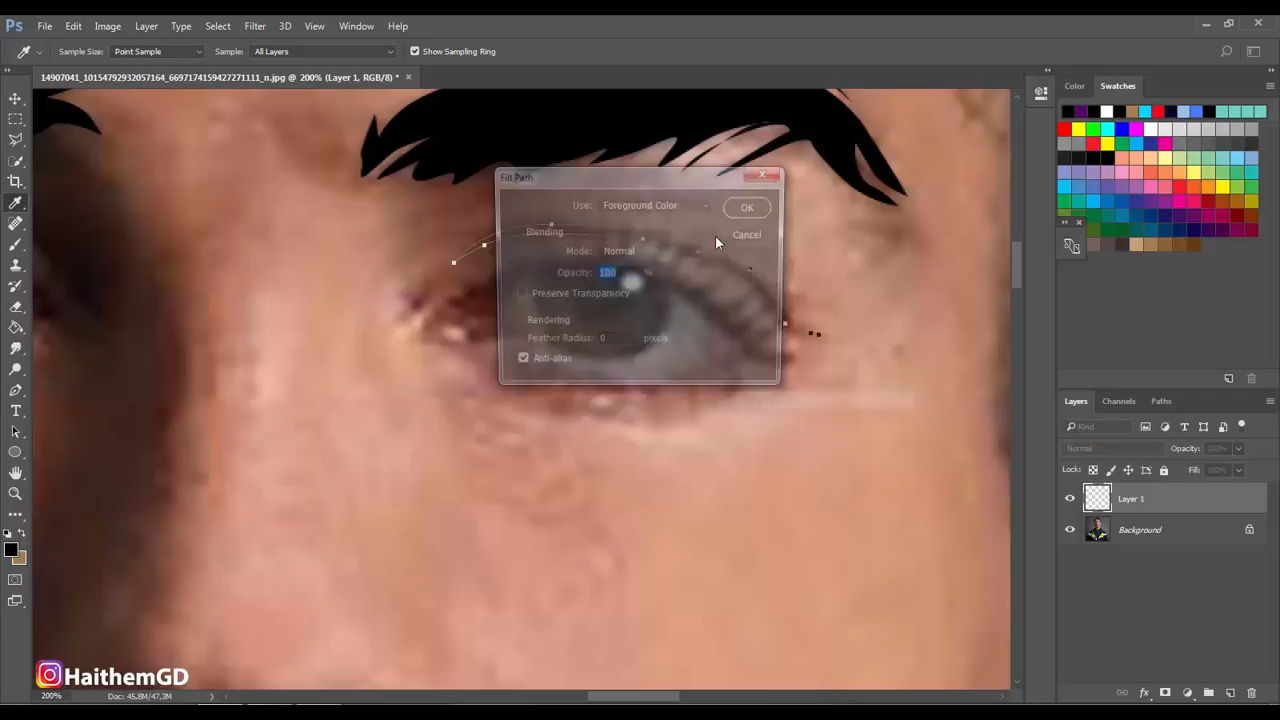 Ps File Edit Image Layer Type Select Filter 3D View Window Help
Sample Size: Point Sample Sample: All Layers Show Sampling Ring
14907041_10154792932057164_6697174159427271111_n.jpg @ 200% (Layer 1, RGB/8) *
Color Swatches
Fill Path
Use: Foreground Color
OK
Blending
Cancel
Mode: Normal
Opacity: 100 %
Preserve Transparency
Rendering
Feather Radius: 0 pixels
Anti-alias
Layers Channels Paths
Kind
Normal Opacity: 100%
Lock: Fill: 100%
Layer 1
Background
HaithemGD
200% Doc: 45,8M/47,3M